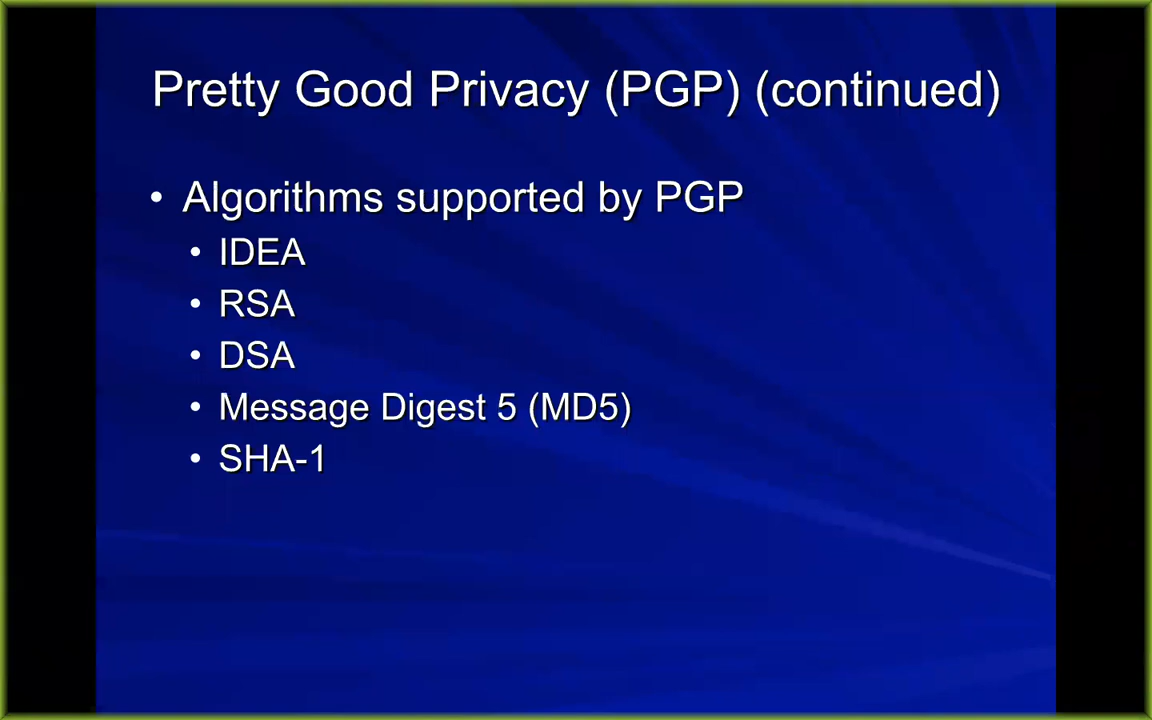 Pretty Good Privacy (PGP) (continued)
• Algorithms supported by PGP
• IDEA
• RSA
• DSA
• Message Digest 5 (MD5)
• SHA-1